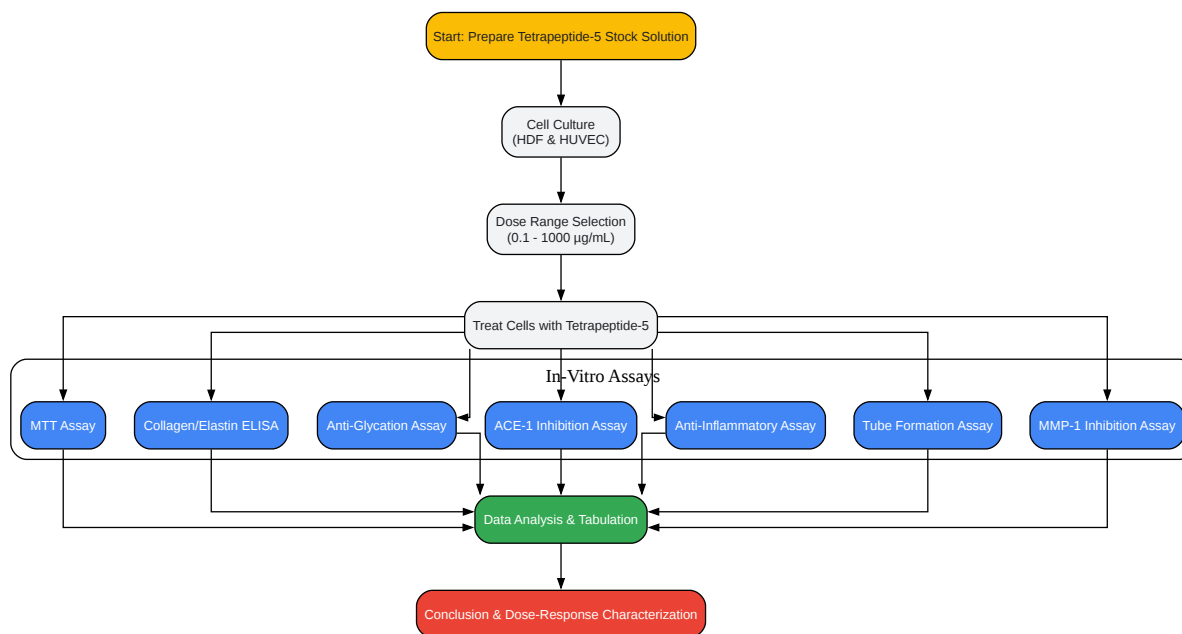 Start: Prepare Tetrapeptide-5 Stock Solution
Cell Culture
(HDF & HUVEC)
Dose Range Selection
(0.1 - 1000 µg/mL)
Treat Cells with Tetrapeptide-5
In-Vitro Assays
MTT Assay
Collagen/Elastin ELISA
Anti-Glycation Assay
ACE-1 Inhibition Assay
Anti-Inflammatory Assay
Tube Formation Assay
MMP-1 Inhibition Assay
Data Analysis & Tabulation
Conclusion & Dose-Response Characterization